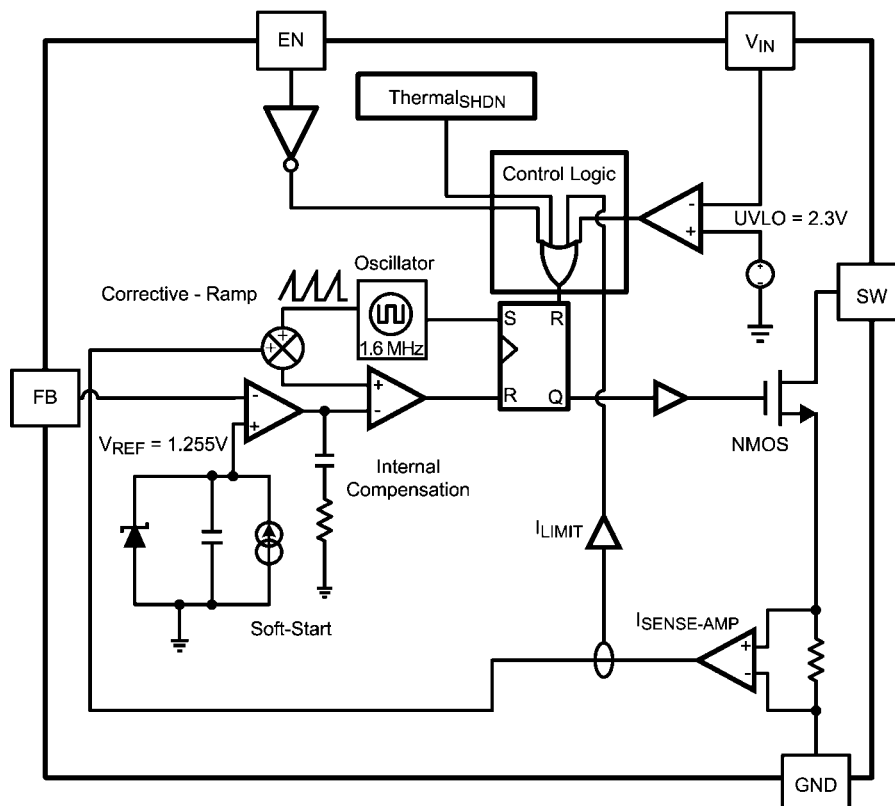 EN
VIN
ThermalSHDN
Control Logic
-
+
UVLO = 2.3V
+
-
Oscillator
Corrective - Ramp
1.6 MHz
+
+
S
R
R
Q
SW
FB
-
+
+
-
VREF = 1.255V
NMOS
Internal
Compensation
ILIMIT
Soft-Start
ISENSE-AMP
+
-
GND